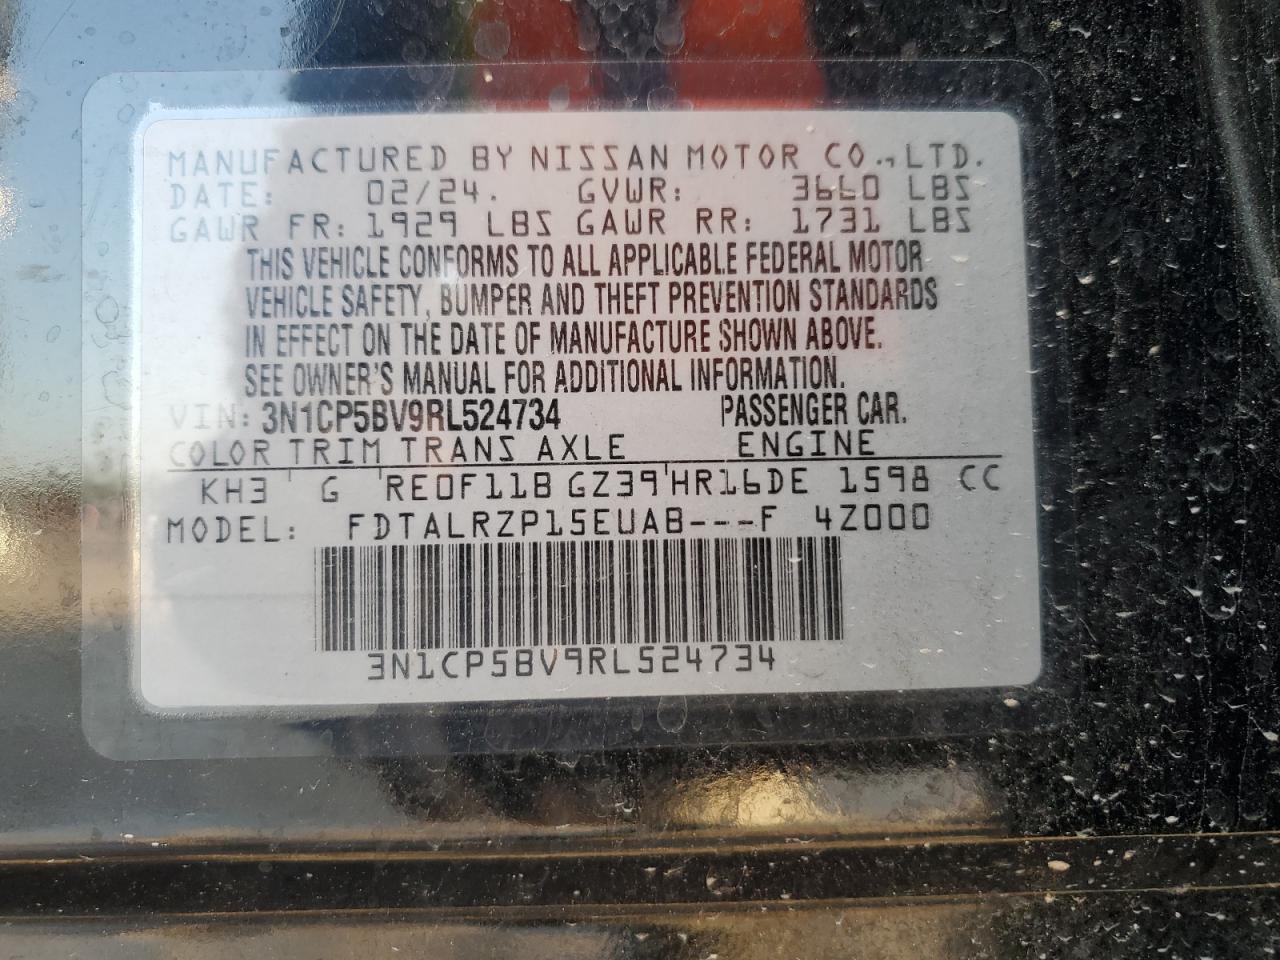 MANUFACTURED BY NISSAN MOTOR CO., LTD.
DATE: 02/24. GVWR: 3660 LBS
GAWR FR: 1929 LBS GAWR RR: 1731 LBS
THIS VEHICLE CONFORMS TO ALL APPLICABLE FEDERAL MOTOR
VEHICLE SAFETY, BUMPER AND THEFT PREVENTION STANDARDS
IN EFFECT ON THE DATE OF MANUFACTURE SHOWN ABOVE.
SEE OWNER'S MANUAL FOR ADDITIONAL INFORMATION.
VIN: 3N1CP5BV9RL524734 PASSENGER CAR.
COLOR TRIM TRANS AXLE ENGINE
KH3 G RE0F11B GZ39 HR16DE 1598 CC
MODEL: FDTALRZP15EUAB---F 4Z000
3N1CP5BV9RL524734